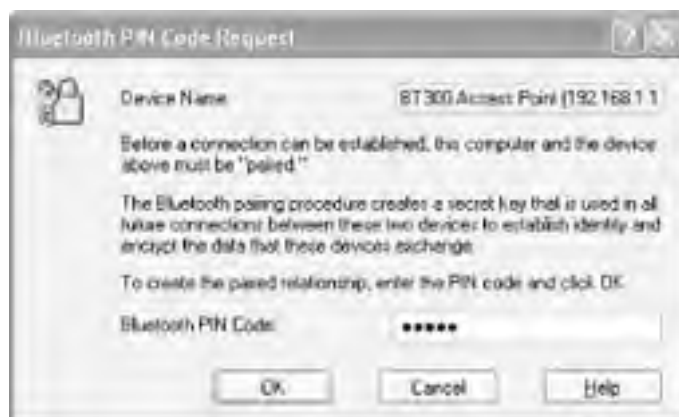 Bluetooth PIN Code Request
Device Name: BT300 Access Point (192.168.1.1
Before a connection can be established, this computer and the device
above must be "paired."
The Bluetooth pairing procedure creates a secret key that is used in all
future connections between these two devices to establish identity and
encrypt the data that these devices exchange.
To create the paired relationship, enter the PIN code and click OK.
Bluetooth PIN Code: •••••
OK Cancel Help